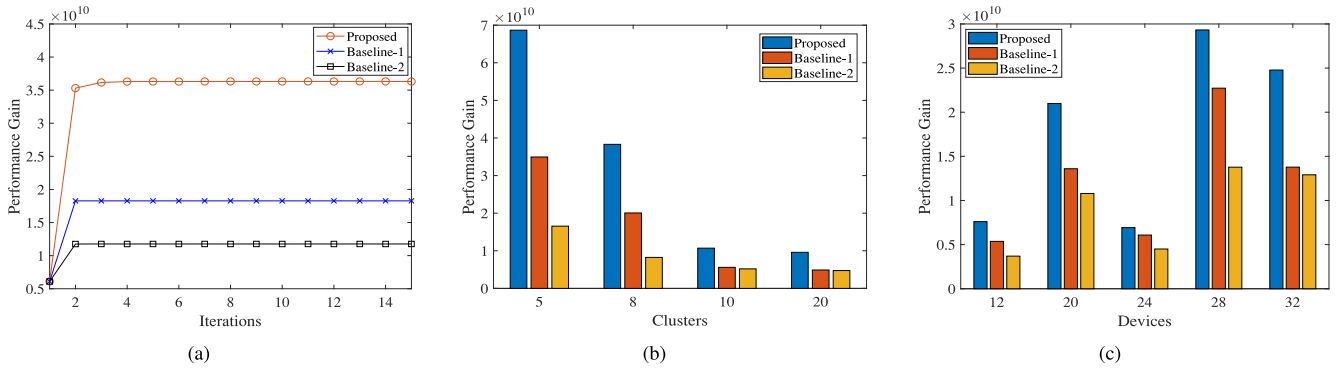 ×10^10
4.5
4
3.5
3
2.5
2
1.5
1
0.5
Performance Gain
2 4 6 8 10 12 14
Iterations
Proposed
Baseline-1
Baseline-2
(a)
×10^10
7
6
5
4
3
2
1
0
Performance Gain
5 8 10 20
Clusters
Proposed
Baseline-1
Baseline-2
(b)
×10^10
3
2.5
2
1.5
1
0.5
0
Performance Gain
12 20 24 28 32
Devices
Proposed
Baseline-1
Baseline-2
(c)